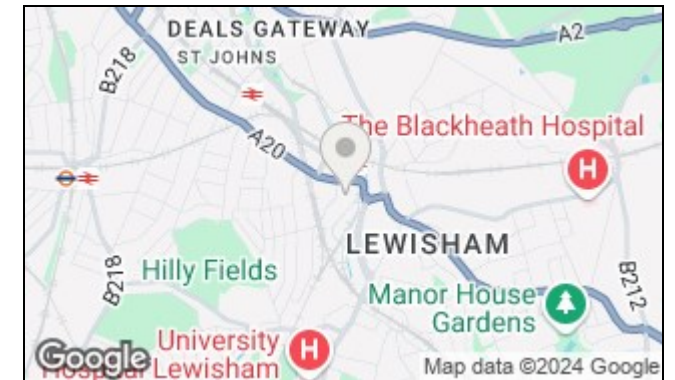 DEALS GATEWAY
ST JOHNS
A2
B218
A20
The Blackheath Hospital
H
LEWISHAM
Hilly Fields
B218
B212
Manor House
Gardens
University
Hospital Lewisham
H
Google
Map data ©2024 Google